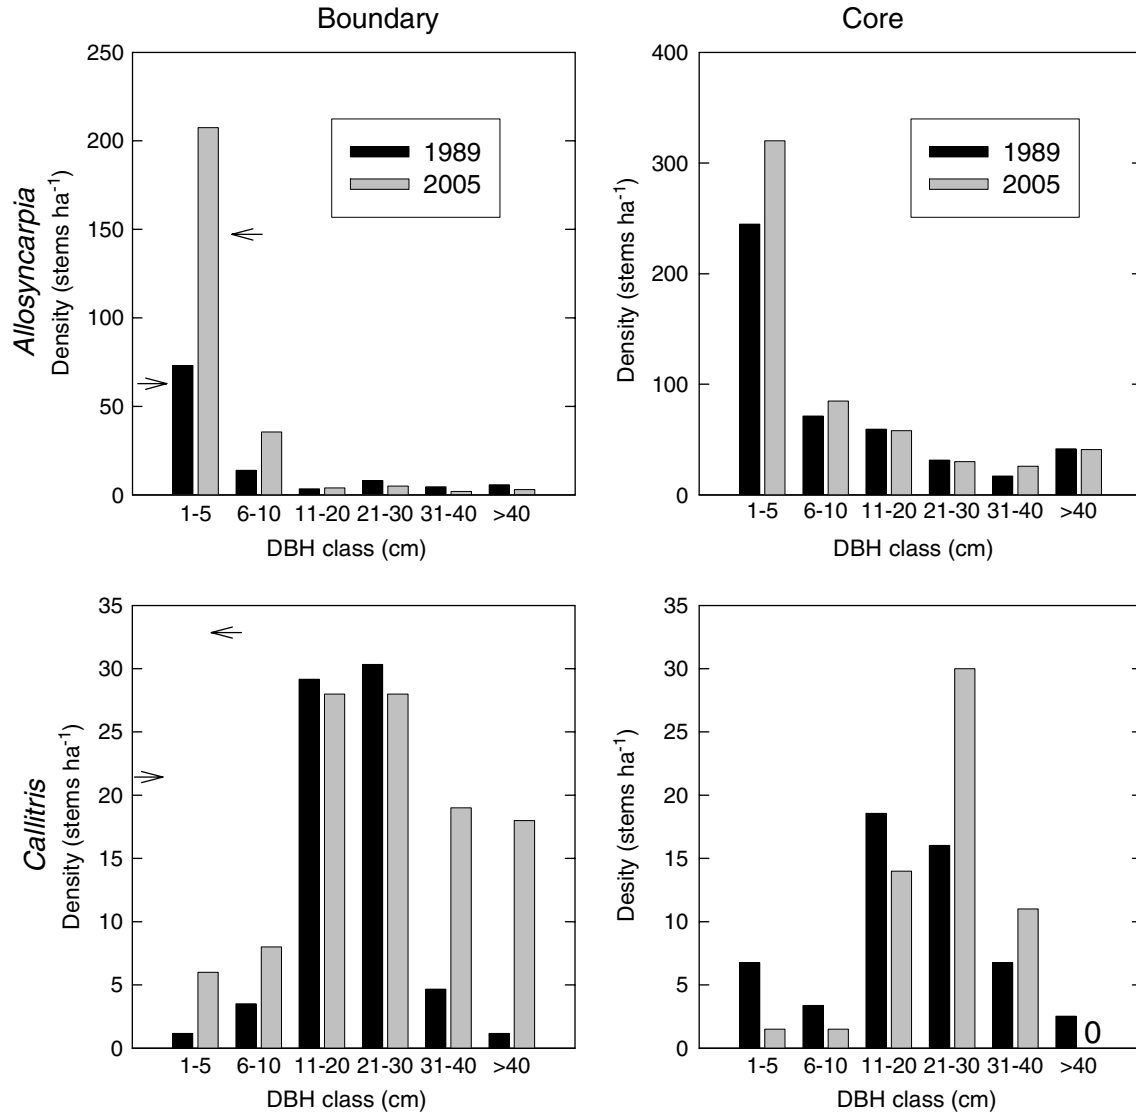 Boundary
Core
250
200
150
100
50
0
Allosyncarpia
Density (stems ha-1)
1989
2005
1-5 6-10 11-20 21-30 31-40 >40
DBH class (cm)
400
300
200
100
0
Density (stems ha-1)
1989
2005
1-5 6-10 11-20 21-30 31-40 >40
DBH class (cm)
35
30
25
20
15
10
5
0
Callitris
Density (stems ha-1)
1-5 6-10 11-20 21-30 31-40 >40
DBH class (cm)
35
30
25
20
15
10
5
0
Desity (stems ha-1)
0
1-5 6-10 11-20 21-30 31-40 >40
DBH class (cm)